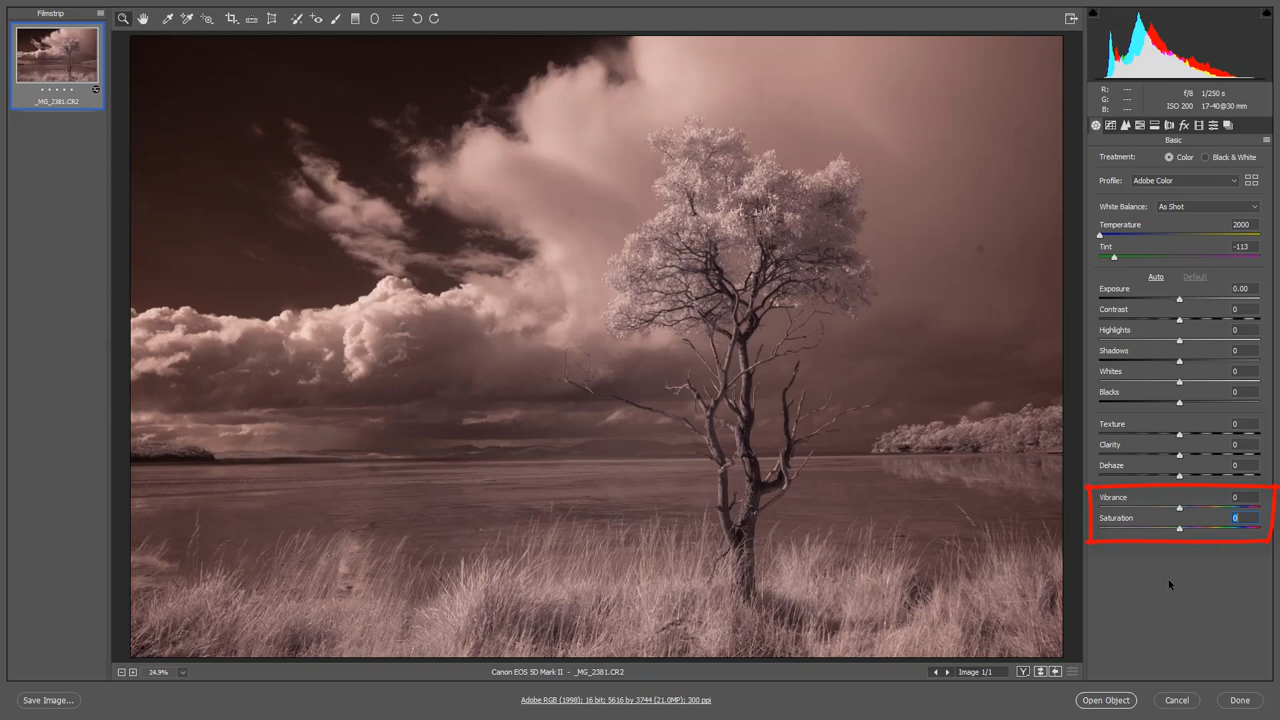 Filmstrip
_MG_2381.CR2
R: ---
G: ---
B: ---
f/8 1/250 s
ISO 200 17-40@30 mm
Basic
Treatment: Color Black & White
Profile: Adobe Color
White Balance: As Shot
Temperature 2000
Tint -113
Auto Default
Exposure 0.00
Contrast 0
Highlights 0
Shadows 0
Whites 0
Blacks 0
Texture 0
Clarity 0
Dehaze 0
Vibrance 0
Saturation 0
24.9%
Canon EOS 5D Mark II - _MG_2381.CR2
Image 1/1
Y
Save Image...
Adobe RGB (1998); 16 bit; 5616 by 3744 (21.0MP); 300 ppi
Open Object
Cancel
Done